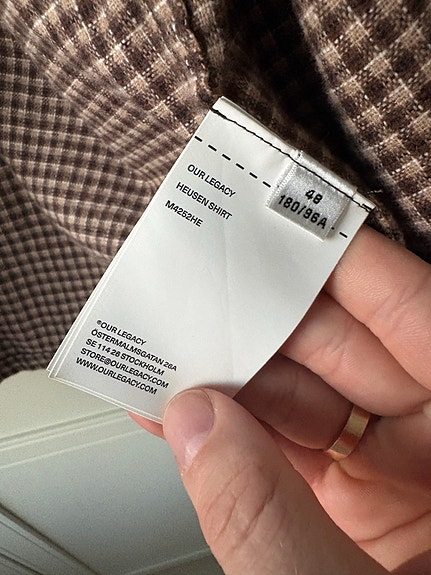 OUR LEGACY
HEUSEN SHIRT
M4252HE
48
180/96A
©OUR LEGACY
ÖSTERMALMSGATAN 26A
SE 114 26 STOCKHOLM
STORE@OURLEGACY.COM
WWW.OURLEGACY.COM